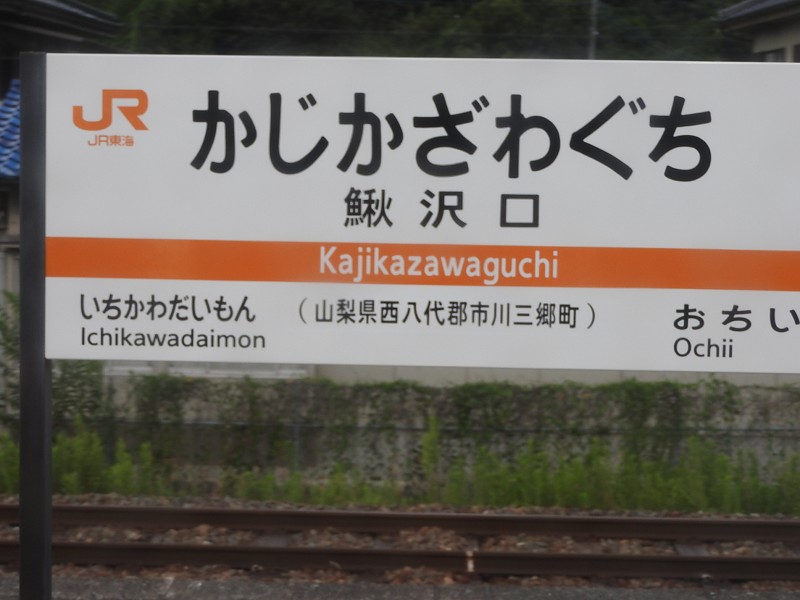 JR
JR東海
かじかざわぐち
鰍沢口
Kajikazawaguchi
いちかわだいもん
Ichikawadaimon
(山梨県西八代郡市川三郷町)
おちい
Ochii